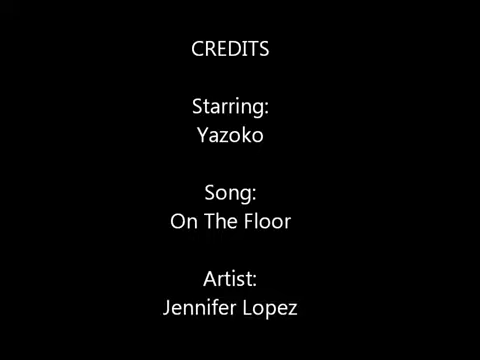 CREDITS
Starring:
Yazoko
Song:
On The Floor
Artist:
Jennifer Lopez